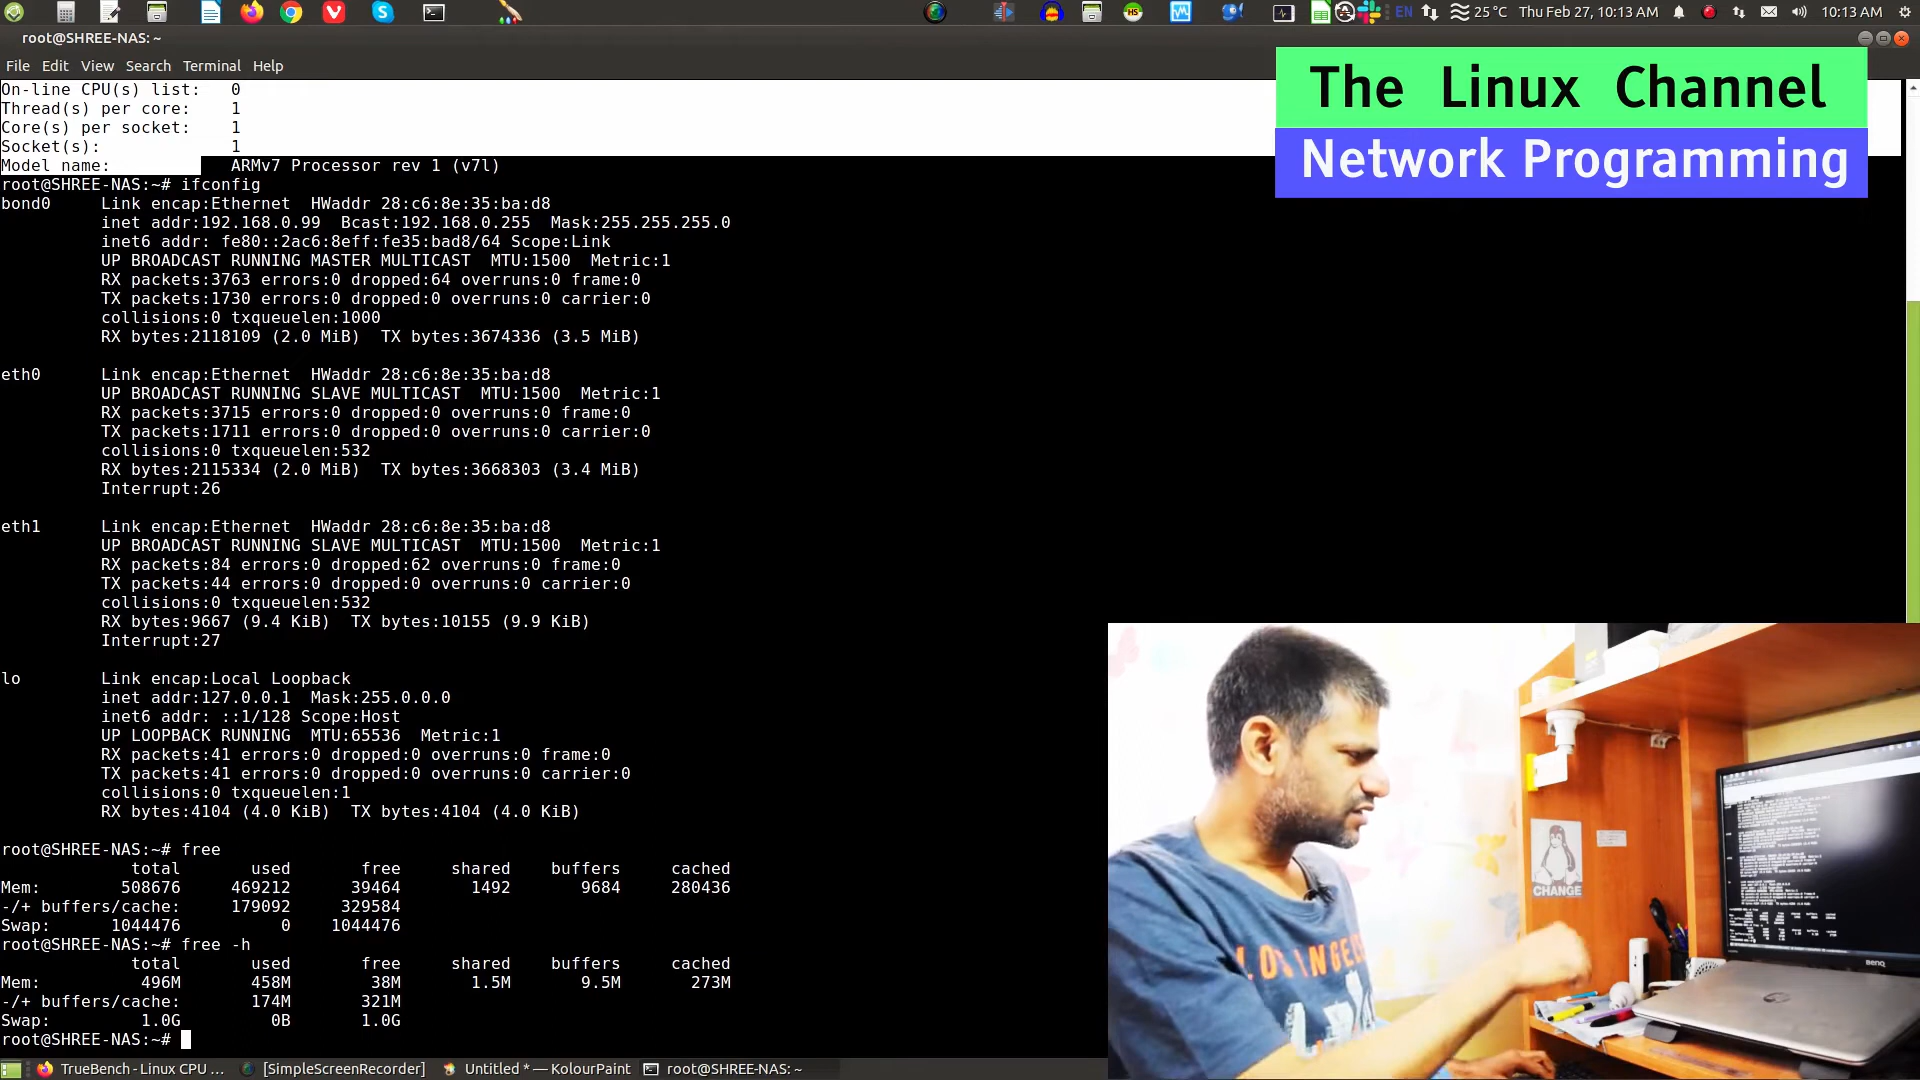 EN 25 °C Thu Feb 27, 10:13 AM 10:13 AM
root@SHREE-NAS: ~
File Edit View Search Terminal Help
The Linux Channel
Network Programming
On-line CPU(s) list: 0
Thread(s) per core: 1
Core(s) per socket: 1
Socket(s): 1
Model name: ARMv7 Processor rev 1 (v7l)
root@SHREE-NAS:~# ifconfig
bond0 Link encap:Ethernet HWaddr 28:c6:8e:35:ba:d8
inet addr:192.168.0.99 Bcast:192.168.0.255 Mask:255.255.255.0
inet6 addr: fe80::2ac6:8eff:fe35:bad8/64 Scope:Link
UP BROADCAST RUNNING MASTER MULTICAST MTU:1500 Metric:1
RX packets:3763 errors:0 dropped:64 overruns:0 frame:0
TX packets:1730 errors:0 dropped:0 overruns:0 carrier:0
collisions:0 txqueuelen:1000
RX bytes:2118109 (2.0 MiB) TX bytes:3674336 (3.5 MiB)
eth0 Link encap:Ethernet HWaddr 28:c6:8e:35:ba:d8
UP BROADCAST RUNNING SLAVE MULTICAST MTU:1500 Metric:1
RX packets:3715 errors:0 dropped:0 overruns:0 frame:0
TX packets:1711 errors:0 dropped:0 overruns:0 carrier:0
collisions:0 txqueuelen:532
RX bytes:2115334 (2.0 MiB) TX bytes:3668303 (3.4 MiB)
Interrupt:26
eth1 Link encap:Ethernet HWaddr 28:c6:8e:35:ba:d8
UP BROADCAST RUNNING SLAVE MULTICAST MTU:1500 Metric:1
RX packets:84 errors:0 dropped:62 overruns:0 frame:0
TX packets:44 errors:0 dropped:0 overruns:0 carrier:0
collisions:0 txqueuelen:532
RX bytes:9667 (9.4 KiB) TX bytes:10155 (9.9 KiB)
Interrupt:27
lo Link encap:Local Loopback
inet addr:127.0.0.1 Mask:255.0.0.0
inet6 addr: ::1/128 Scope:Host
UP LOOPBACK RUNNING MTU:65536 Metric:1
RX packets:41 errors:0 dropped:0 overruns:0 frame:0
TX packets:41 errors:0 dropped:0 overruns:0 carrier:0
collisions:0 txqueuelen:1
RX bytes:4104 (4.0 KiB) TX bytes:4104 (4.0 KiB)
root@SHREE-NAS:~# free
total used free shared buffers cached
Mem: 508676 469212 39464 1492 9684 280436
-/+ buffers/cache: 179092 329584
Swap: 1044476 0 1044476
root@SHREE-NAS:~# free -h
total used free shared buffers cached
Mem: 496M 458M 38M 1.5M 9.5M 273M
-/+ buffers/cache: 174M 321M
Swap: 1.0G 0B 1.0G
root@SHREE-NAS:~#
CHANGE
BenQ
TrueBench - Linux CPU ... [SimpleScreenRecorder] Untitled * — KolourPaint root@SHREE-NAS: ~